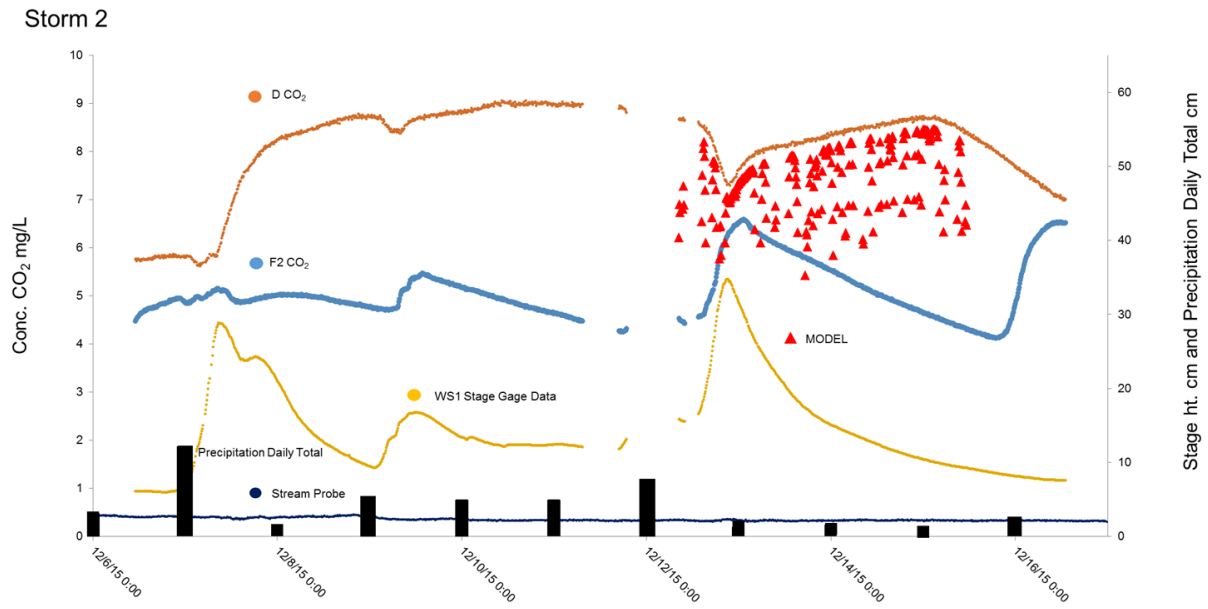 Storm 2
Conc. CO₂ mg/L
10
9
8
7
6
5
4
3
2
1
0
D CO₂
F2 CO₂
MODEL
WS1 Stage Gage Data
Precipitation Daily Total
Stream Probe
60
50
40
30
20
10
0
Stage ht. cm and Precipitation Daily Total cm
12/6/15 0:00
12/8/15 0:00
12/10/15 0:00
12/12/15 0:00
12/14/15 0:00
12/16/15 0:00